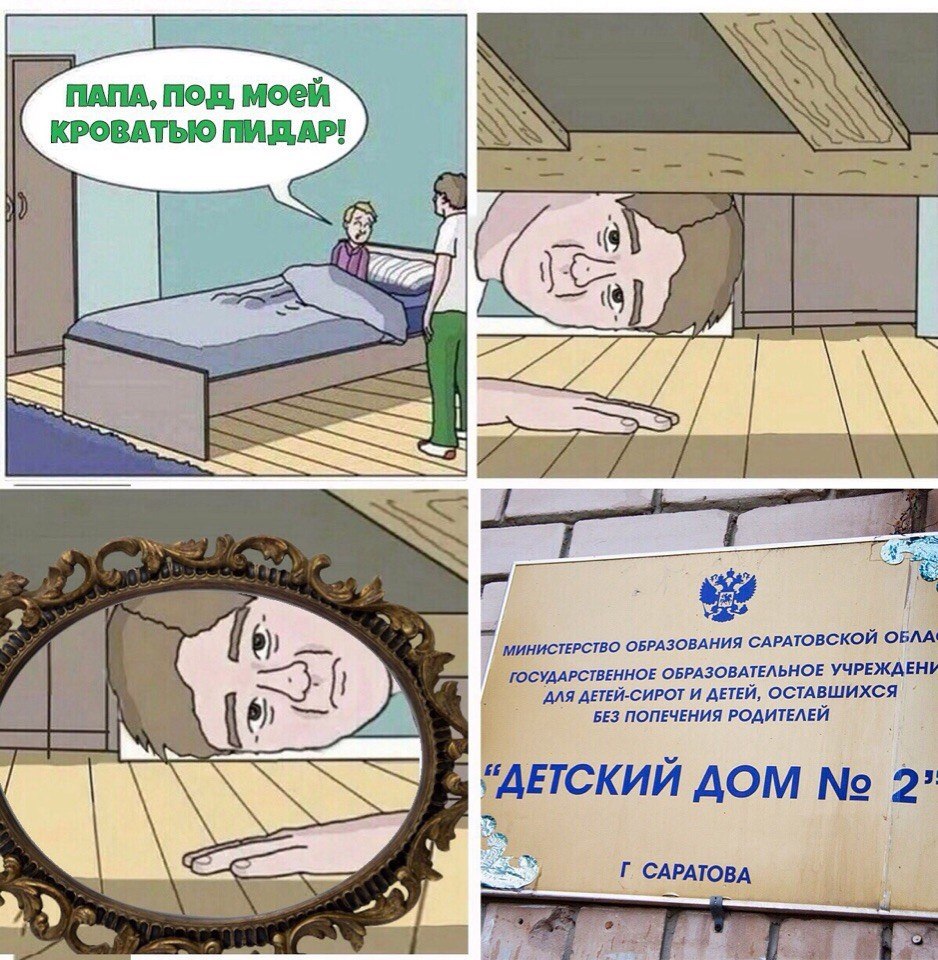 ПАПА, ПОД МОЕЙ
КРОВАТЬЮ ПИДАР!
МИНИСТЕРСТВО ОБРАЗОВАНИЯ САРАТОВСКОЙ ОБЛАС
ГОСУДАРСТВЕННОЕ ОБРАЗОВАТЕЛЬНОЕ УЧРЕЖДЕНИ
ДЛЯ ДЕТЕЙ-СИРОТ И ДЕТЕЙ, ОСТАВШИХСЯ
БЕЗ ПОПЕЧЕНИЯ РОДИТЕЛЕЙ
"ДЕТСКИЙ ДОМ № 2"
Г САРАТОВА